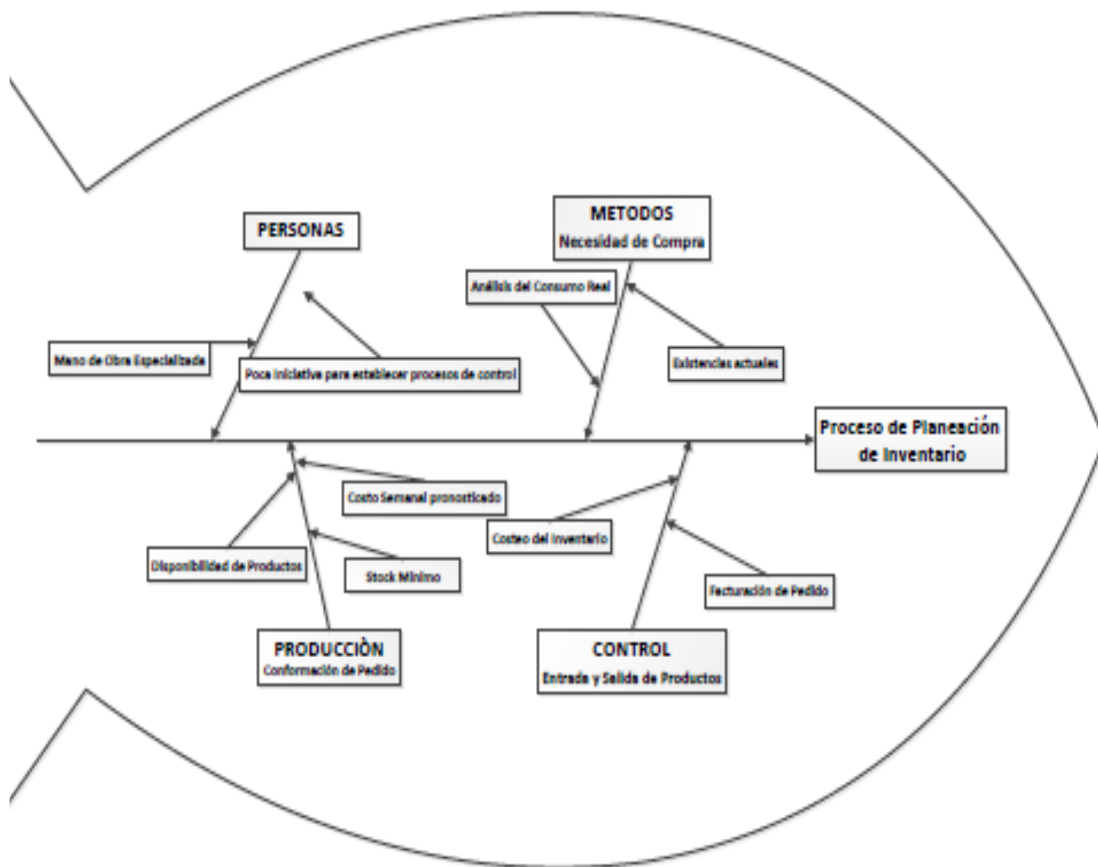 PERSONAS
METODOS
Necesidad de Compra
Análisis del Consumo Real
Mano de Obra Especializada
Poca Iniciativa para establecer procesos de control
Existencias actuales
Proceso de Planeación
de Inventario
Costo Semanal pronosticado
Costeo del Inventario
Disponibilidad de Productos
Stock Minimo
Facturación de Pedido
PRODUCCIÒN
Conformación de Pedido
CONTROL
Entrada y Salida de Productos